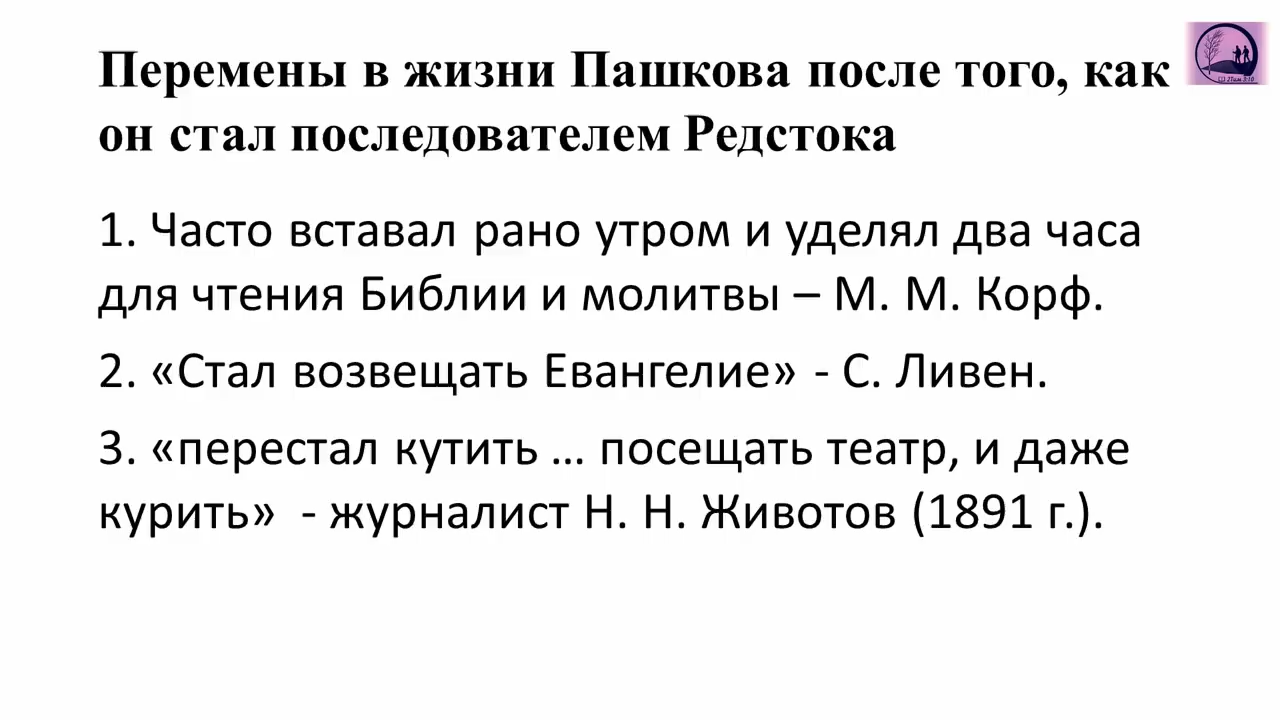 Перемены в жизни Пашкова после того, как
он стал последователем Редстока
1. Часто вставал рано утром и уделял два часа
для чтения Библии и молитвы – М. М. Корф.
2. «Стал возвещать Евангелие» - С. Ливен.
3. «перестал кутить … посещать театр, и даже
курить»  - журналист Н. Н. Животов (1891 г.).